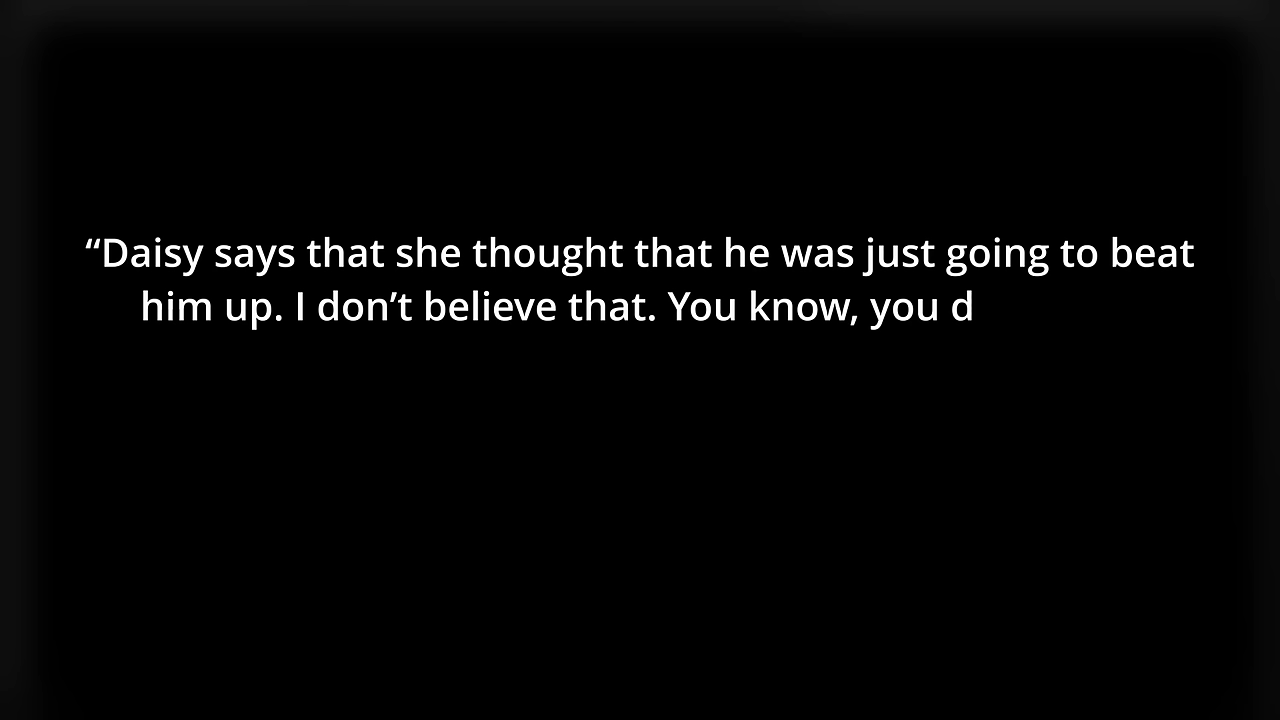 “Daisy says that she thought that he was just going to beat
him up. I don’t believe that. You know, you d